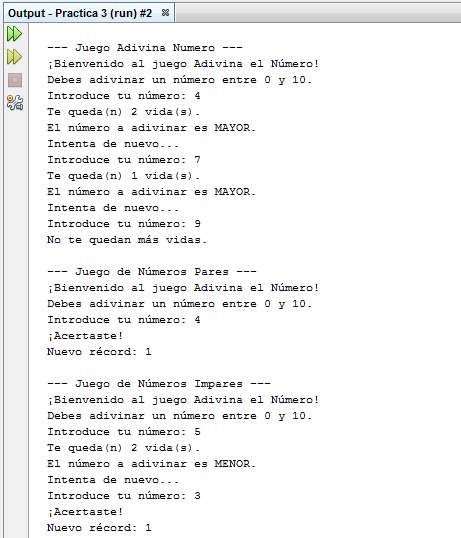 Output - Practica 3 (run) #2
--- Juego Adivina Numero ---
¡Bienvenido al juego Adivina el Número!
Debes adivinar un número entre 0 y 10.
Introduce tu número: 4
Te queda(n) 2 vida(s).
El número a adivinar es MAYOR.
Intenta de nuevo...
Introduce tu número: 7
Te queda(n) 1 vida(s).
El número a adivinar es MAYOR.
Intenta de nuevo...
Introduce tu número: 9
No te quedan más vidas.
--- Juego de Números Pares ---
¡Bienvenido al juego Adivina el Número!
Debes adivinar un número entre 0 y 10.
Introduce tu número: 4
¡Acertaste!
Nuevo récord: 1
--- Juego de Números Impares ---
¡Bienvenido al juego Adivina el Número!
Debes adivinar un número entre 0 y 10.
Introduce tu número: 5
Te queda(n) 2 vida(s).
El número a adivinar es MENOR.
Intenta de nuevo...
Introduce tu número: 3
¡Acertaste!
Nuevo récord: 1